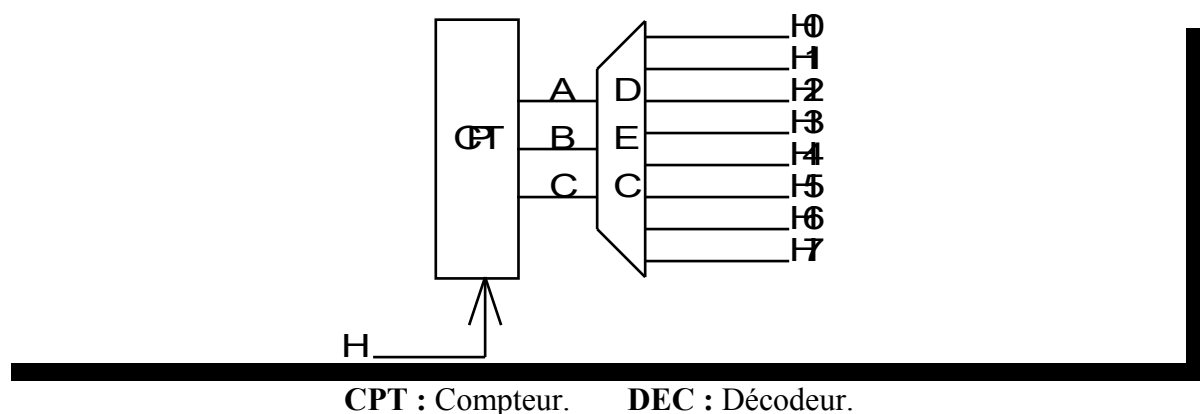 H0
H1
A D H2
H3
CPT B E H4
C C H5
H6
H7
H
CPT : Compteur. DEC : Décodeur.